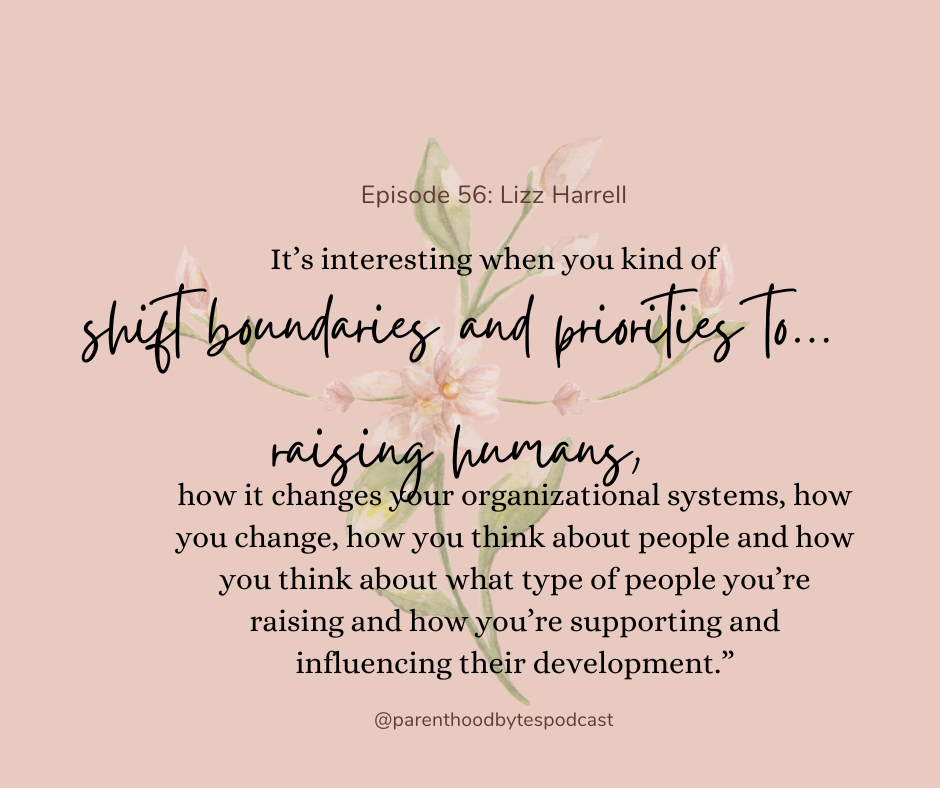 Episode 56: Lizz Harrell
It’s interesting when you kind of
shift boundaries and priorities to...
raising humans,
how it changes your organizational systems, how
you change, how you think about people and how
you think about what type of people you’re
raising and how you’re supporting and
influencing their development.”
@parenthoodbytespodcast